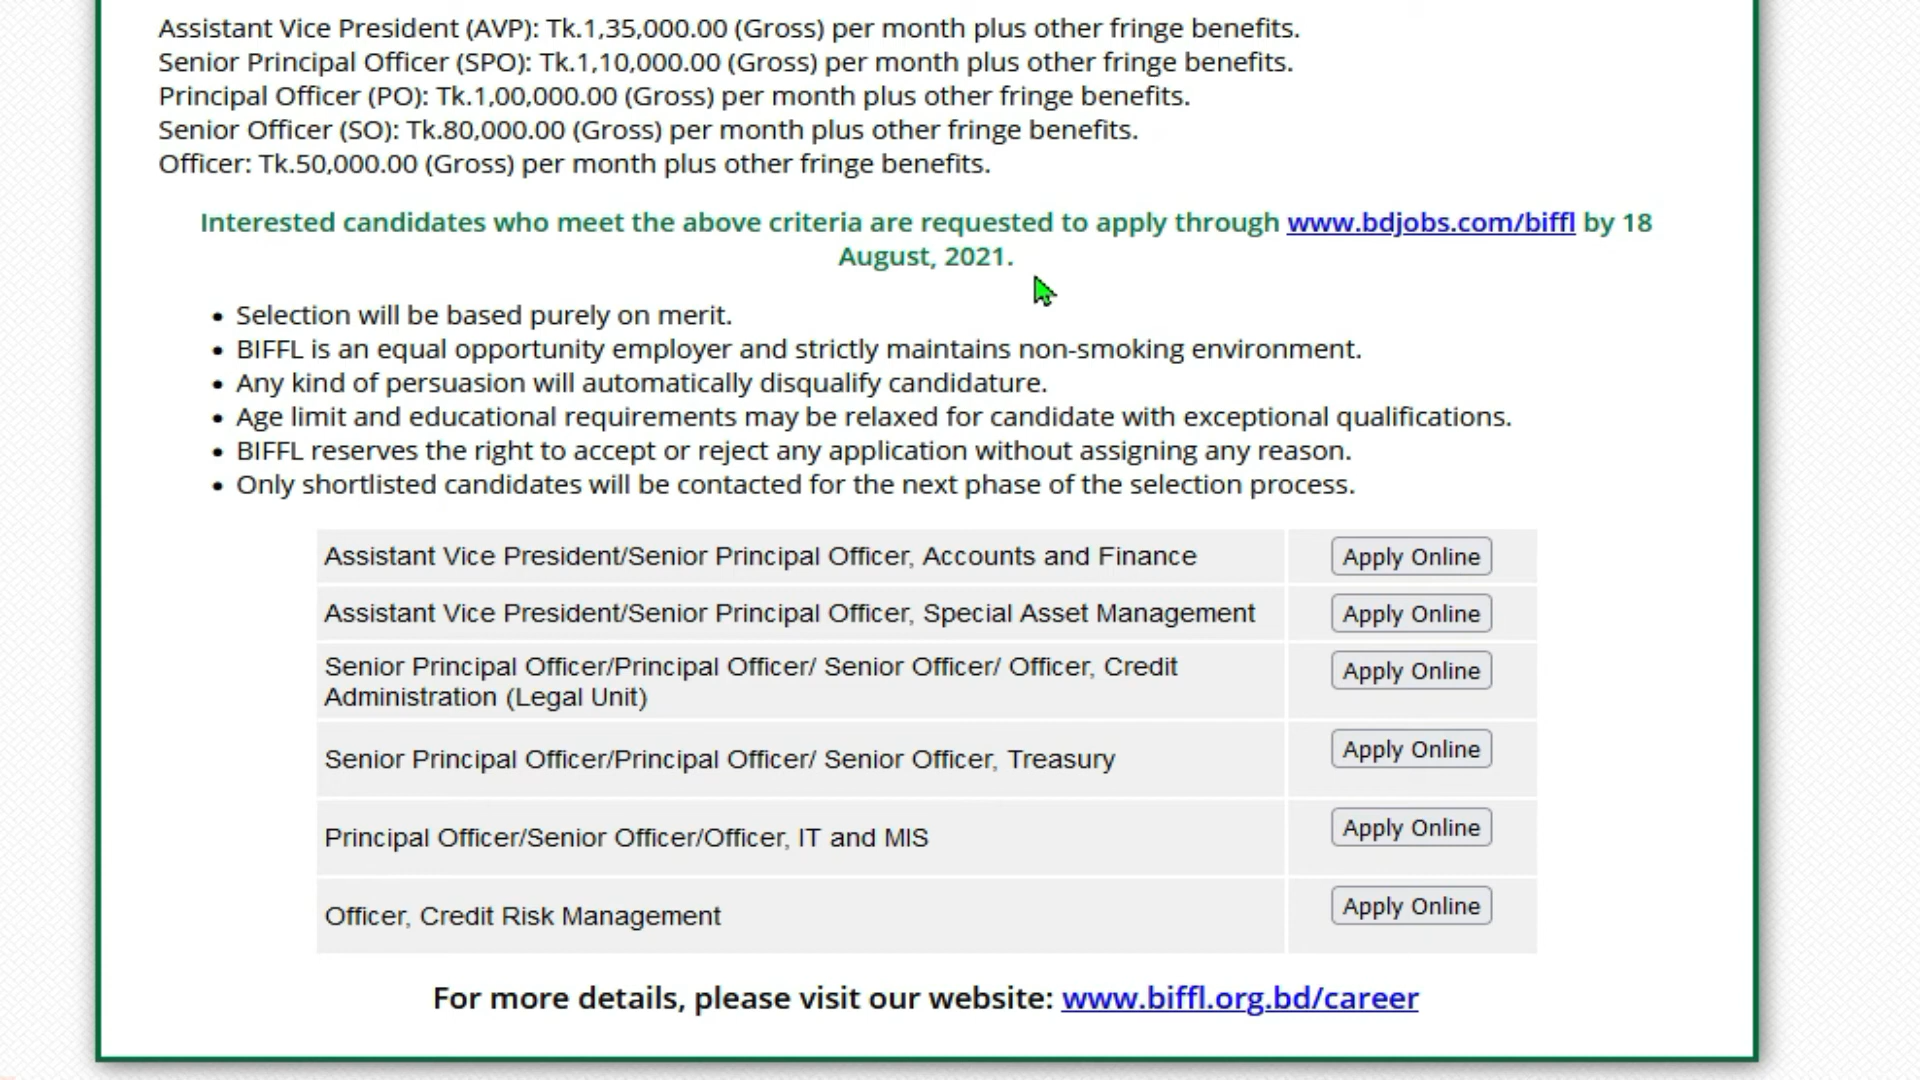 Assistant Vice President (AVP): Tk.1,35,000.00 (Gross) per month plus other fringe benefits.
Senior Principal Officer (SPO): Tk.1,10,000.00 (Gross) per month plus other fringe benefits.
Principal Officer (PO): Tk.1,00,000.00 (Gross) per month plus other fringe benefits.
Senior Officer (SO): Tk.80,000.00 (Gross) per month plus other fringe benefits.
Officer: Tk.50,000.00 (Gross) per month plus other fringe benefits.
Interested candidates who meet the above criteria are requested to apply through www.bdjobs.com/biffl by 18
August, 2021.
• Selection will be based purely on merit.
• BIFFL is an equal opportunity employer and strictly maintains non-smoking environment.
• Any kind of persuasion will automatically disqualify candidature.
• Age limit and educational requirements may be relaxed for candidate with exceptional qualifications.
• BIFFL reserves the right to accept or reject any application without assigning any reason.
• Only shortlisted candidates will be contacted for the next phase of the selection process.
Assistant Vice President/Senior Principal Officer, Accounts and Finance Apply Online
Assistant Vice President/Senior Principal Officer, Special Asset Management Apply Online
Senior Principal Officer/Principal Officer/ Senior Officer/ Officer, Credit Apply Online
Administration (Legal Unit)
Senior Principal Officer/Principal Officer/ Senior Officer, Treasury Apply Online
Principal Officer/Senior Officer/Officer, IT and MIS Apply Online
Officer, Credit Risk Management Apply Online
For more details, please visit our website: www.biffl.org.bd/career